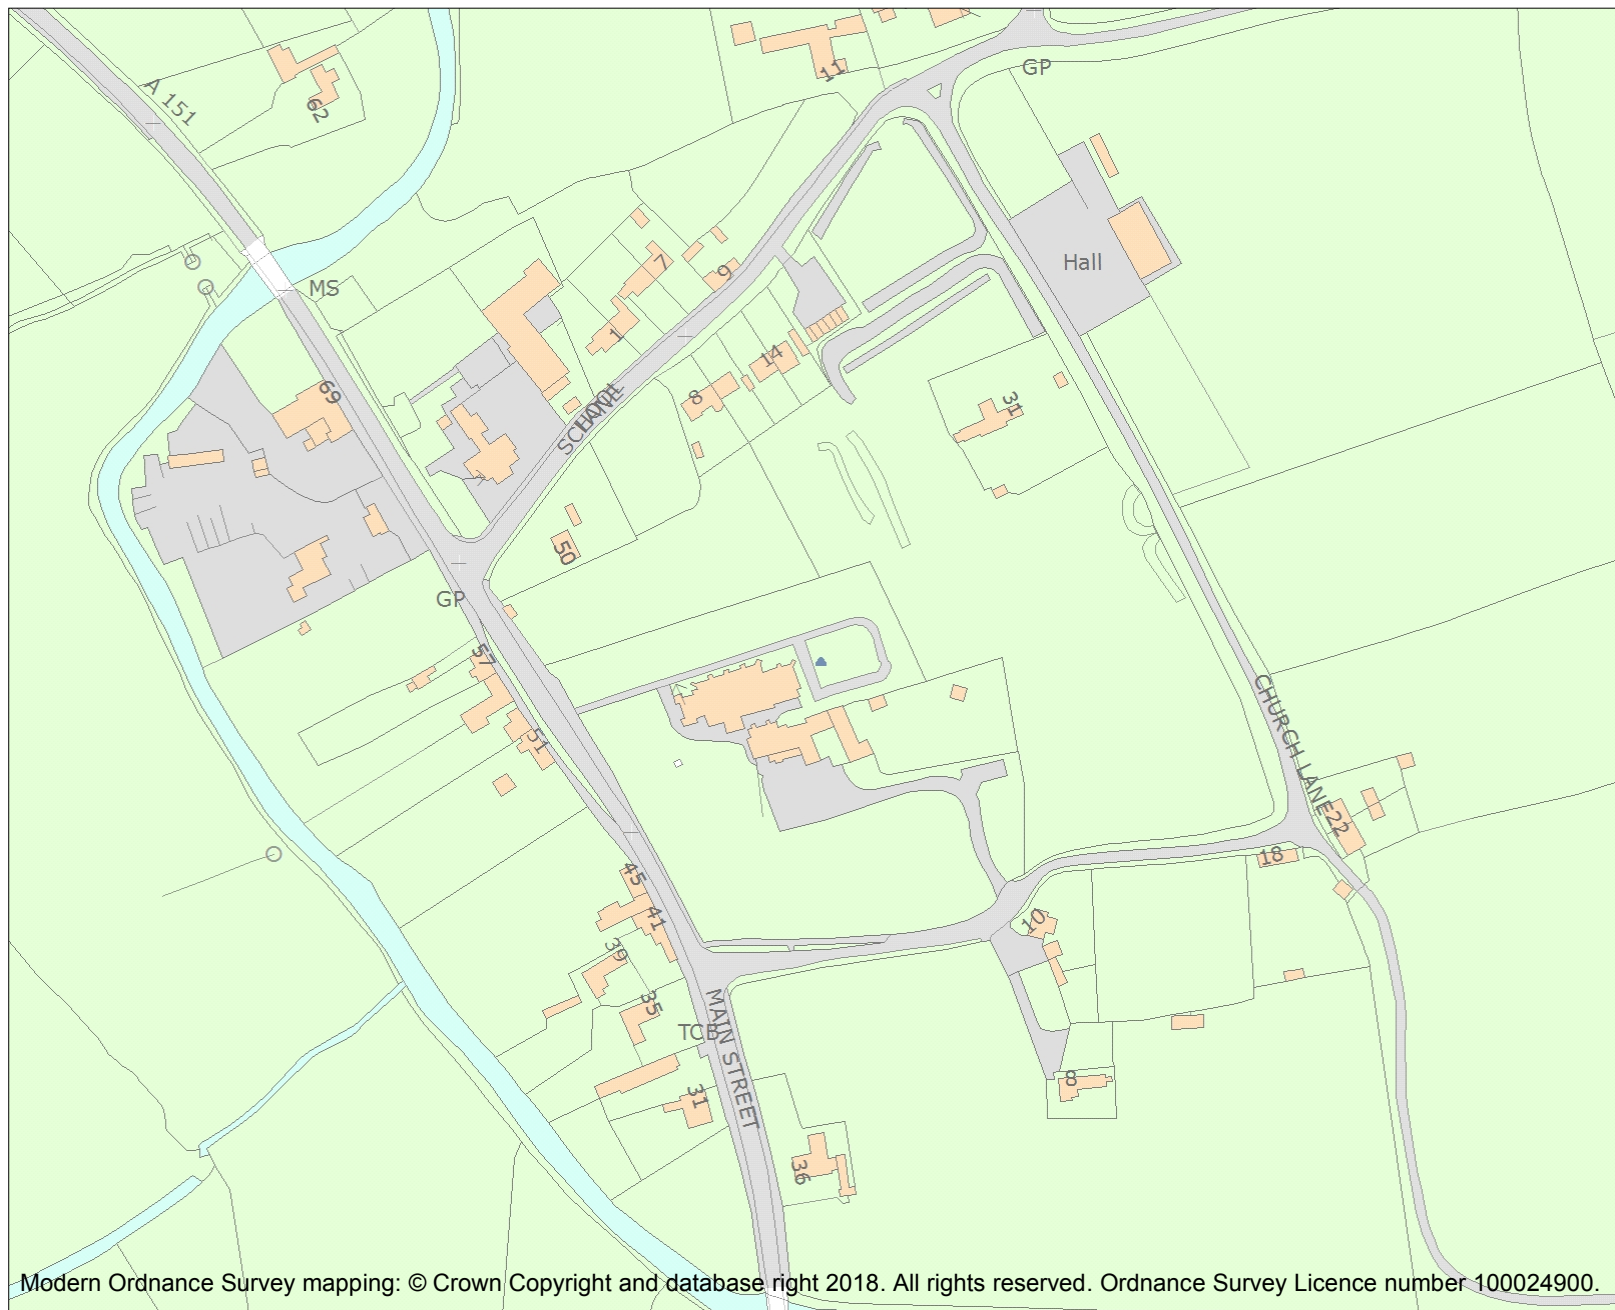 11
GP
A 151
62
Hall
MS
7
9
1
14
8
69
31
SCHOOL
LANE
50
GP
57
51
CHURCH LANE
22
18
45
41
10
39
35
TCB
MAIN STREET
8
31
36
Modern Ordnance Survey mapping: © Crown Copyright and database right 2018. All rights reserved. Ordnance Survey Licence number 100024900.